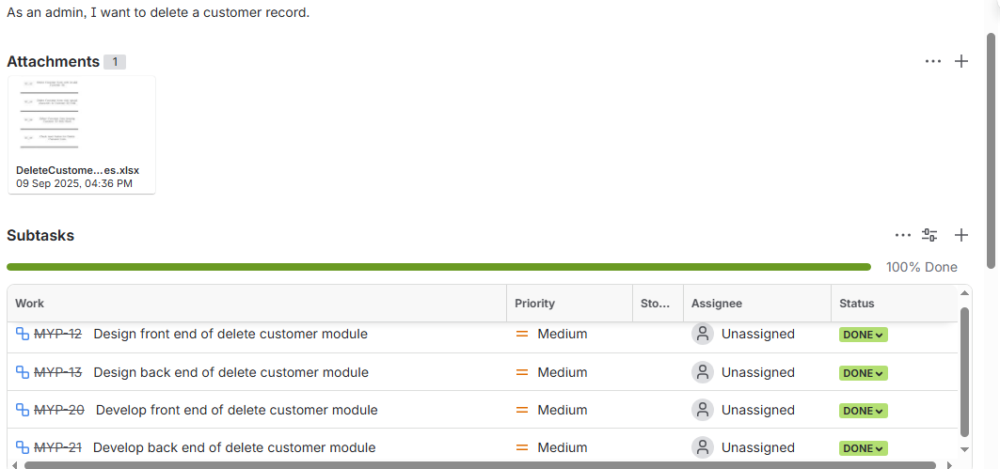 As an admin, I want to delete a customer record.
Attachments 1
DeleteCustome...es.xlsx
09 Sep 2025, 04:36 PM
Subtasks
100% Done
Work Priority Sto... Assignee Status
MYP-12 Design front end of delete customer module Medium Unassigned DONE
MYP-13 Design back end of delete customer module Medium Unassigned DONE
MYP-20 Develop front end of delete customer module Medium Unassigned DONE
MYP-21 Develop back end of delete customer module Medium Unassigned DONE